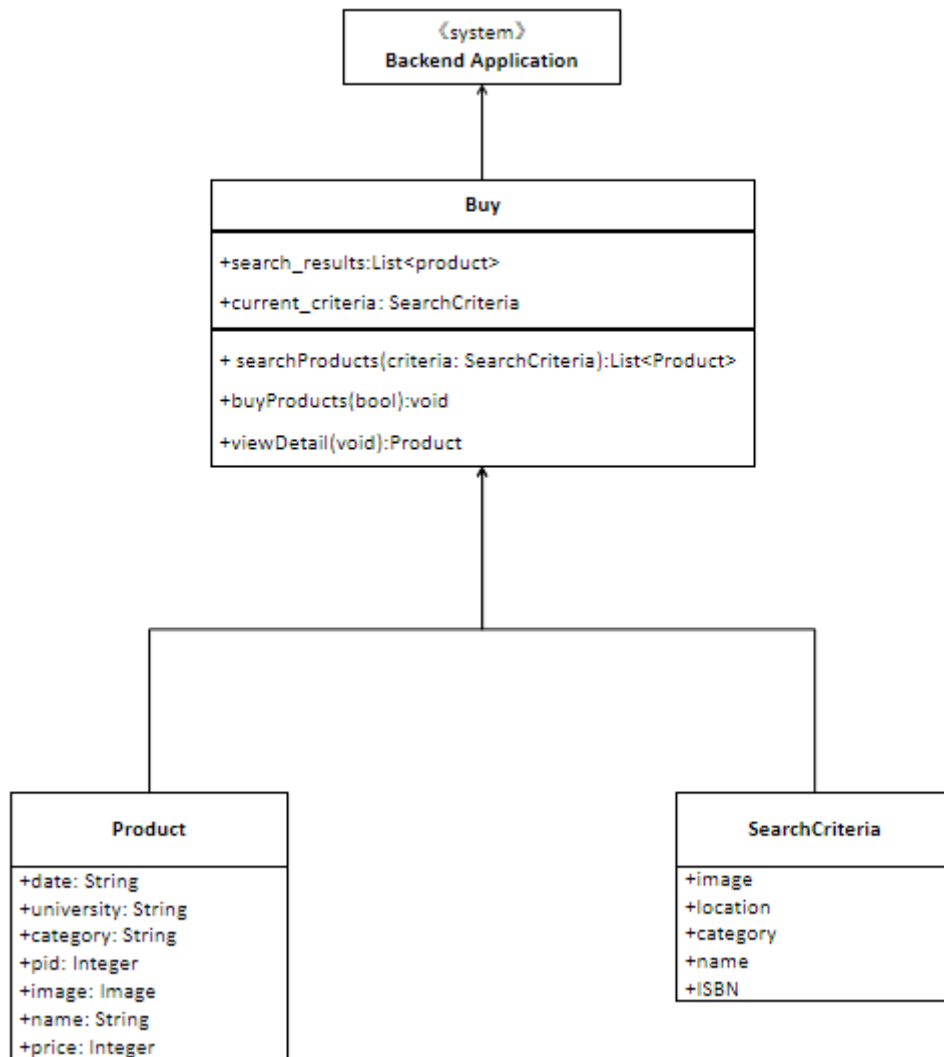 《system》
Backend Application
Buy
+search_results:List<product>
+current_criteria: SearchCriteria
+ searchProducts(criteria: SearchCriteria):List<Product>
+buyProducts(bool):void
+viewDetail(void):Product
Product
+date: String
+university: String
+category: String
+pid: Integer
+image: Image
+name: String
+price: Integer
SearchCriteria
+image
+location
+category
+name
+ISBN